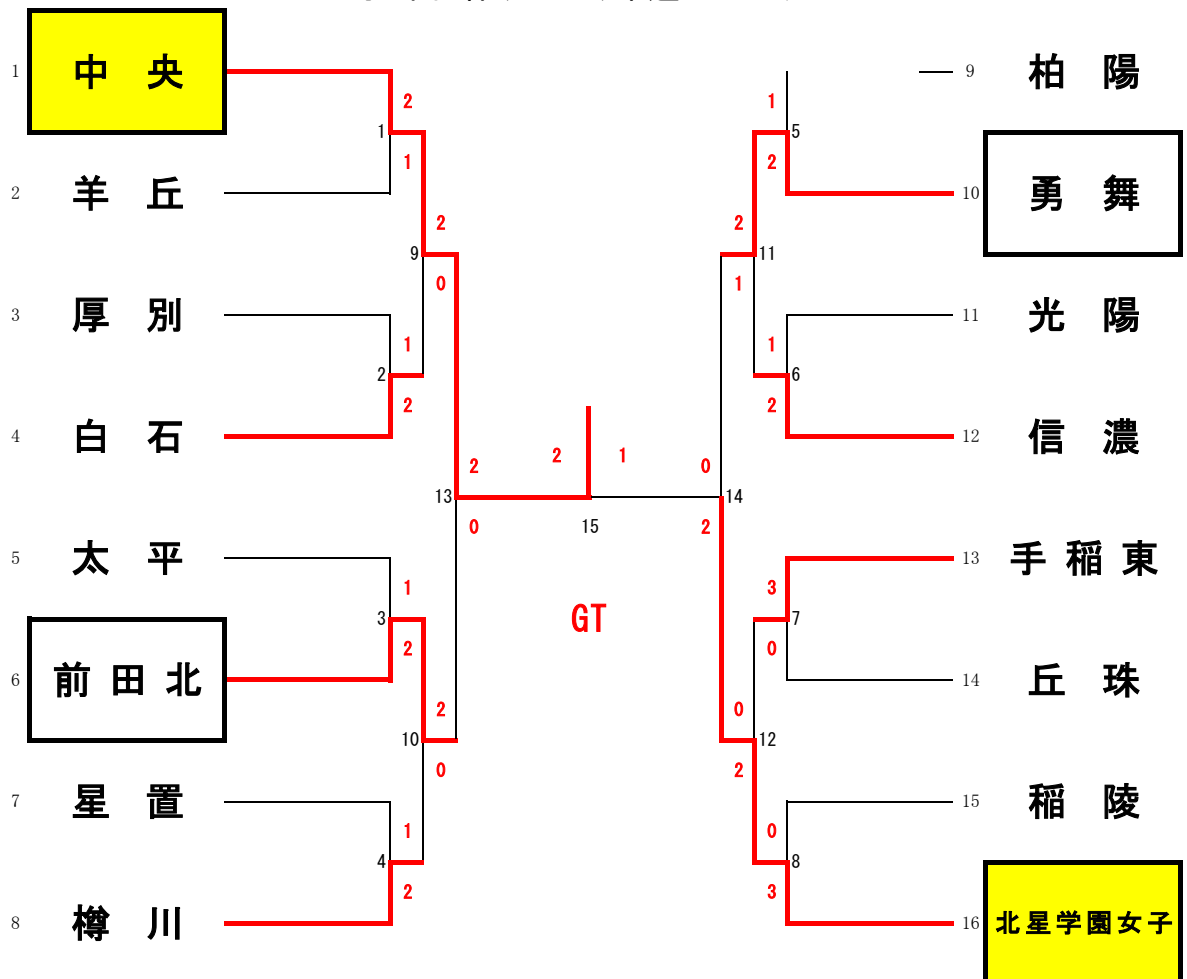 1 中 央
2 羊 丘
3 厚 別
4 白 石
5 太 平
6 前 田 北
7 星 置
8 樽 川
2
1
1
2
9
0
1
2
2
2
13
0
1
3
2
2
10
0
1
4
2
2
15
1
GT
1
5
2
2
11
1
1
6
2
0
14
2
3
7
0
0
12
2
0
8
3
9 柏 陽
10 勇 舞
11 光 陽
12 信 濃
13 手 稲 東
14 丘 珠
15 稲 陵
16 北星学園女子